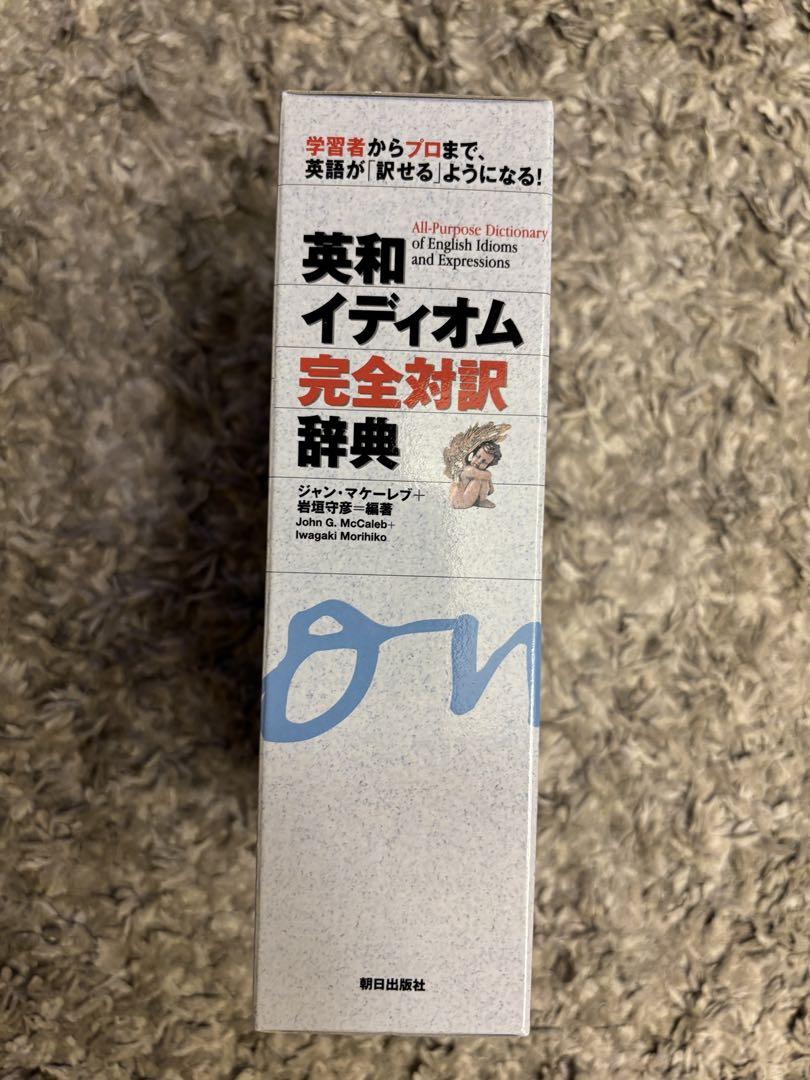 学習者からプロまで、
英語が「訳せる」ようになる！
All-Purpose Dictionary
of English Idioms
and Expressions
英和
イディオム
完全対訳
辞典
ジャン・マケーレブ＋
岩垣守彦＝編著
John G. McCaleb+
Iwagaki Morihiko
on
朝日出版社